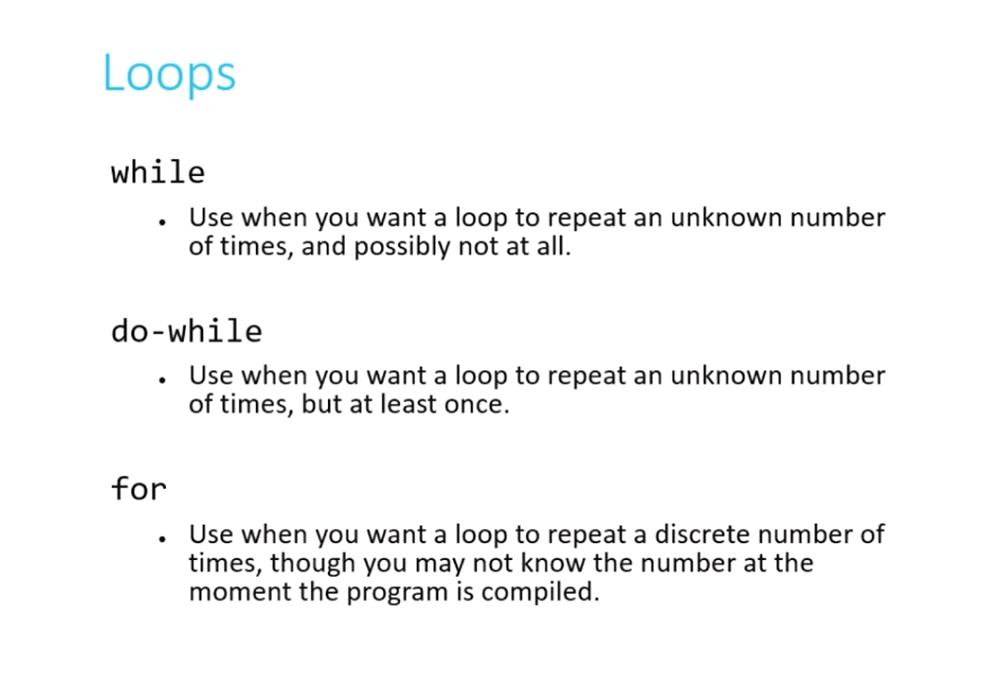 Loops
while
• Use when you want a loop to repeat an unknown number
of times, and possibly not at all.
do-while
• Use when you want a loop to repeat an unknown number
of times, but at least once.
for
• Use when you want a loop to repeat a discrete number of
times, though you may not know the number at the
moment the program is compiled.